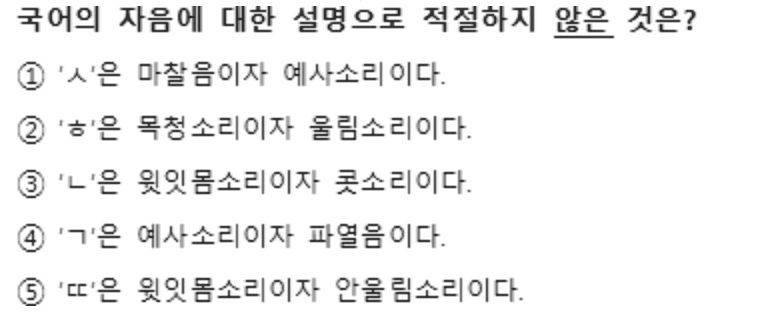 국어의 자음에 대한 설명으로 적절하지 않은 것은?
① 'ㅅ'은 마찰음이자 예사소리이다.
② 'ㅎ'은 목청소리이자 울림소리이다.
③ 'ㄴ'은 윗잇몸소리이자 콧소리이다.
④ 'ㄱ'은 예사소리이자 파열음이다.
⑤ 'ㄸ'은 윗잇몸소리이자 안울림소리이다.